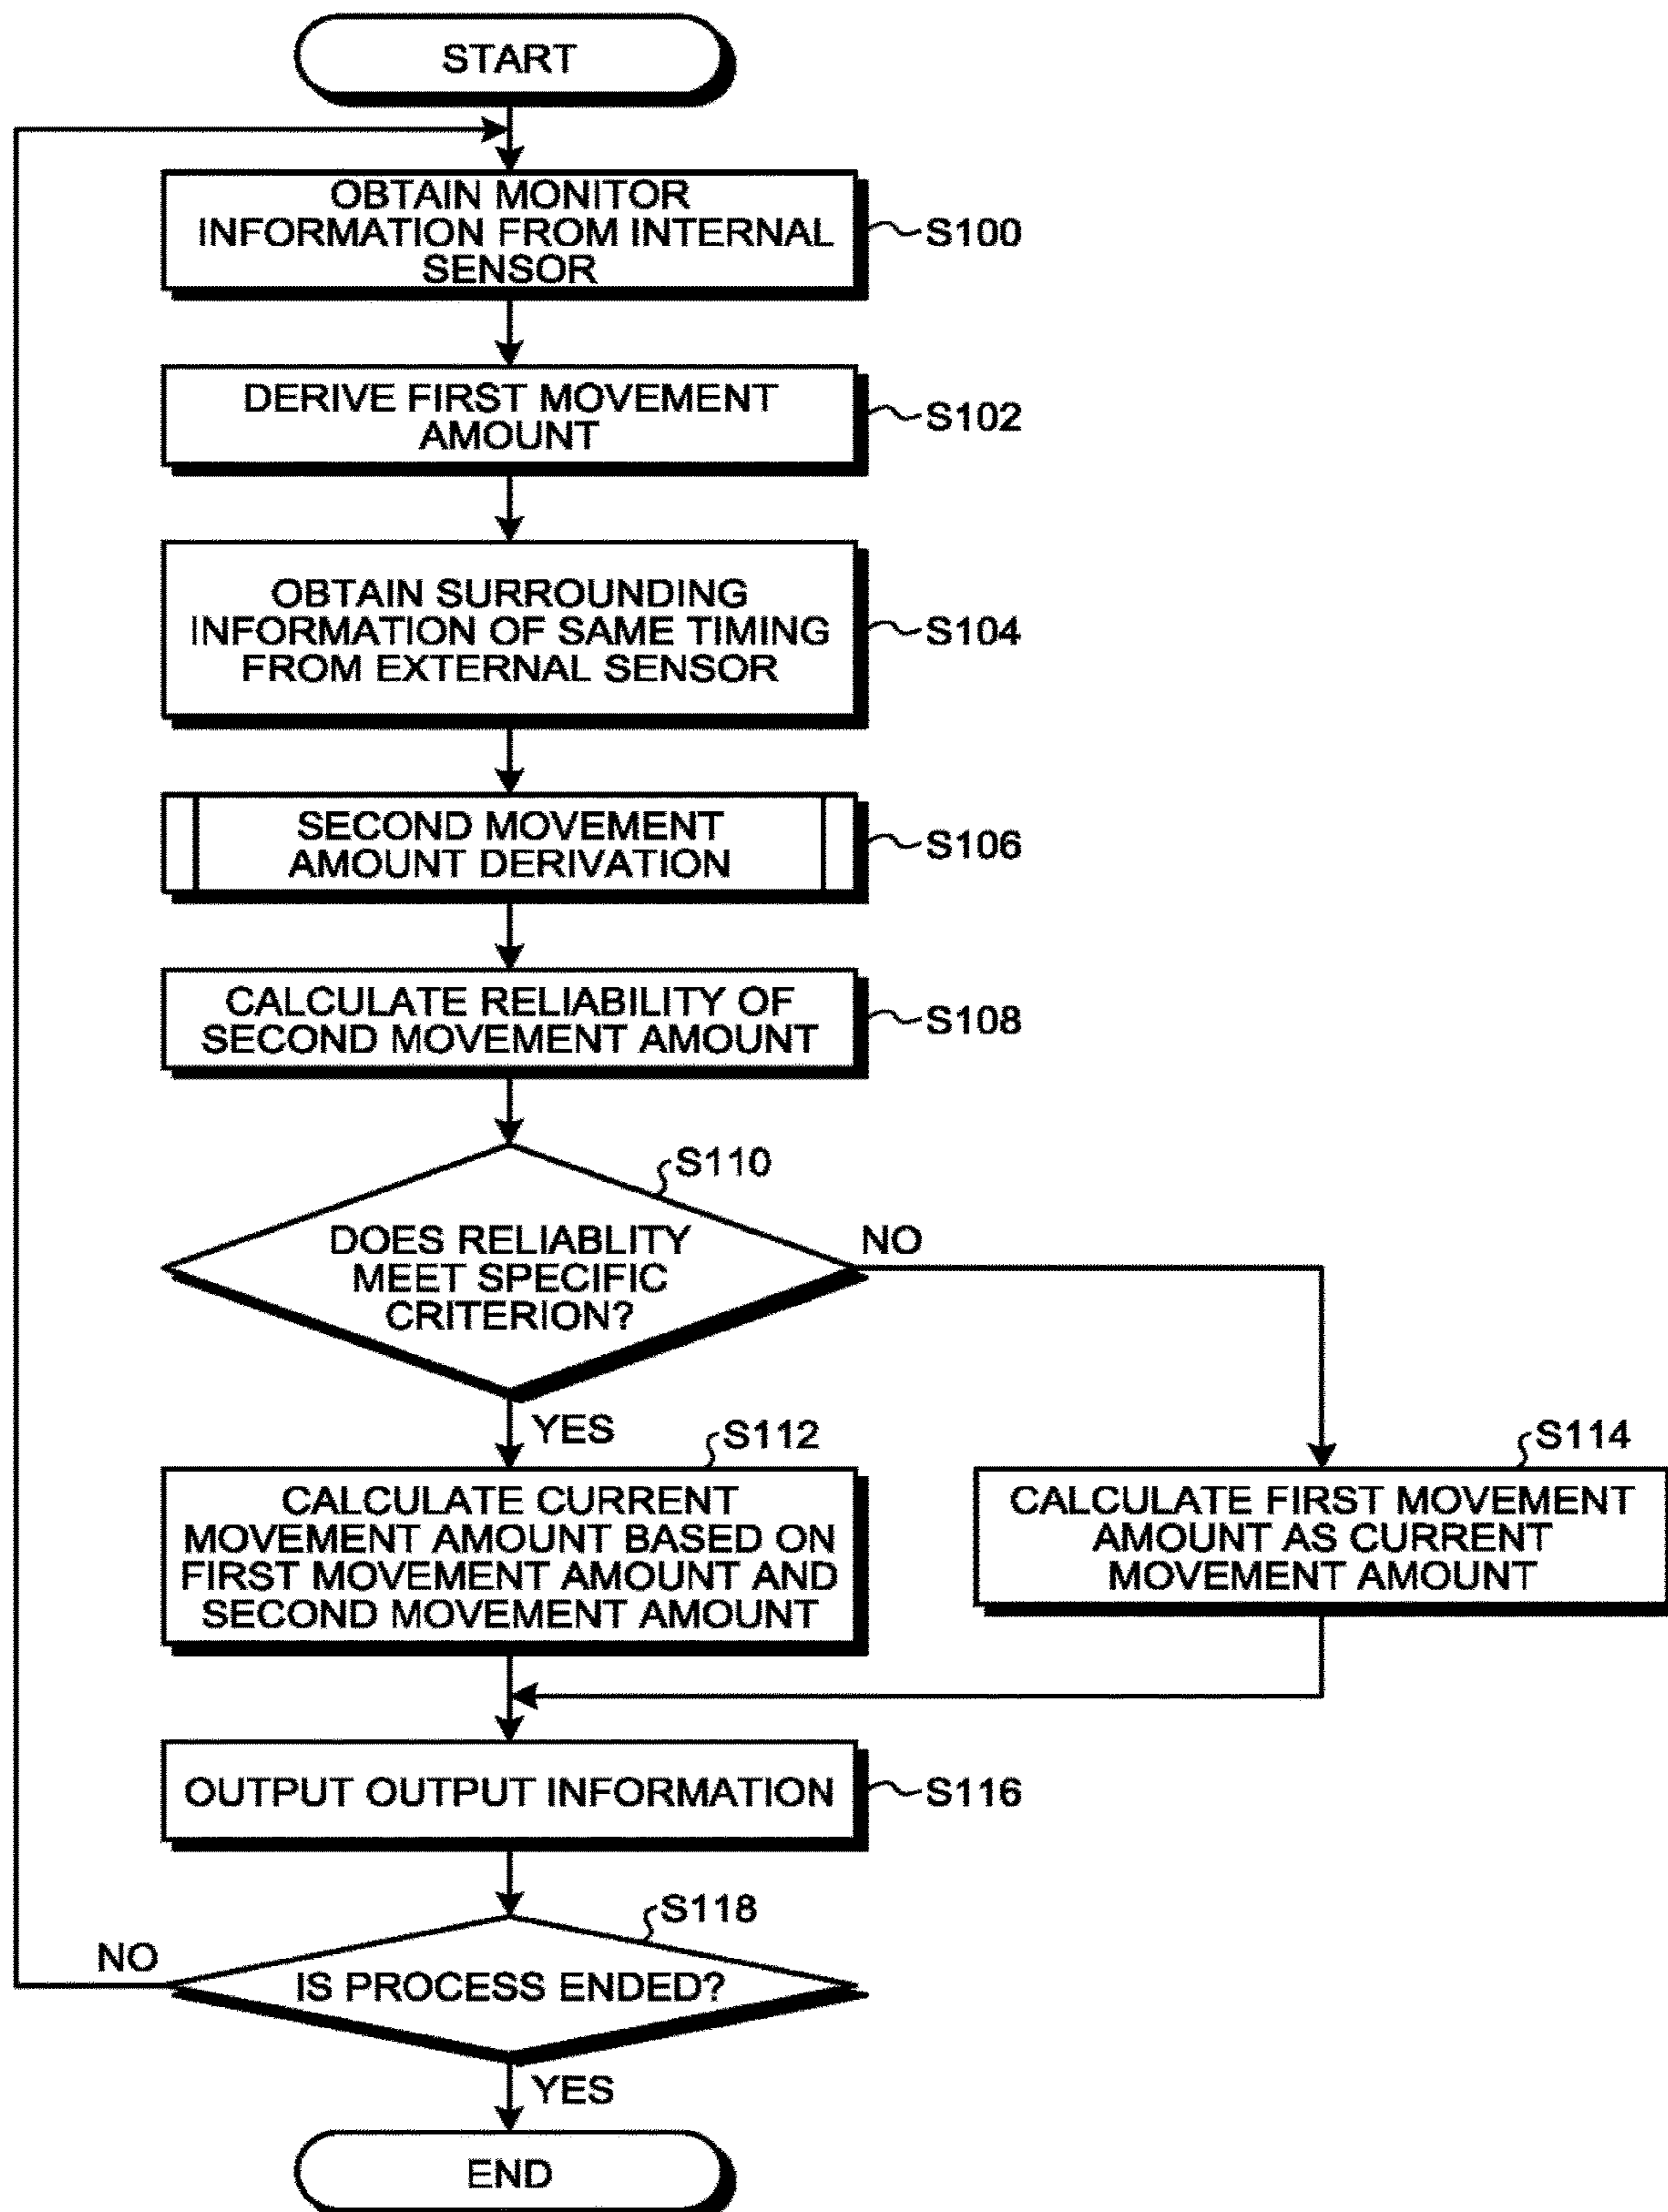 START
OBTAIN MONITOR
INFORMATION FROM INTERNAL
SENSOR
S100
DERIVE FIRST MOVEMENT
AMOUNT
S102
OBTAIN SURROUNDING
INFORMATION OF SAME TIMING
FROM EXTERNAL SENSOR
S104
SECOND MOVEMENT
AMOUNT DERIVATION
S106
CALCULATE RELIABILITY OF
SECOND MOVEMENT AMOUNT
S108
S110
DOES RELIABLITY
MEET SPECIFIC
CRITERION?
NO
YES
S112
CALCULATE CURRENT
MOVEMENT AMOUNT BASED ON
FIRST MOVEMENT AMOUNT AND
SECOND MOVEMENT AMOUNT
S114
CALCULATE FIRST MOVEMENT
AMOUNT AS CURRENT
MOVEMENT AMOUNT
OUTPUT OUTPUT INFORMATION
S116
S118
NO
IS PROCESS ENDED?
YES
END